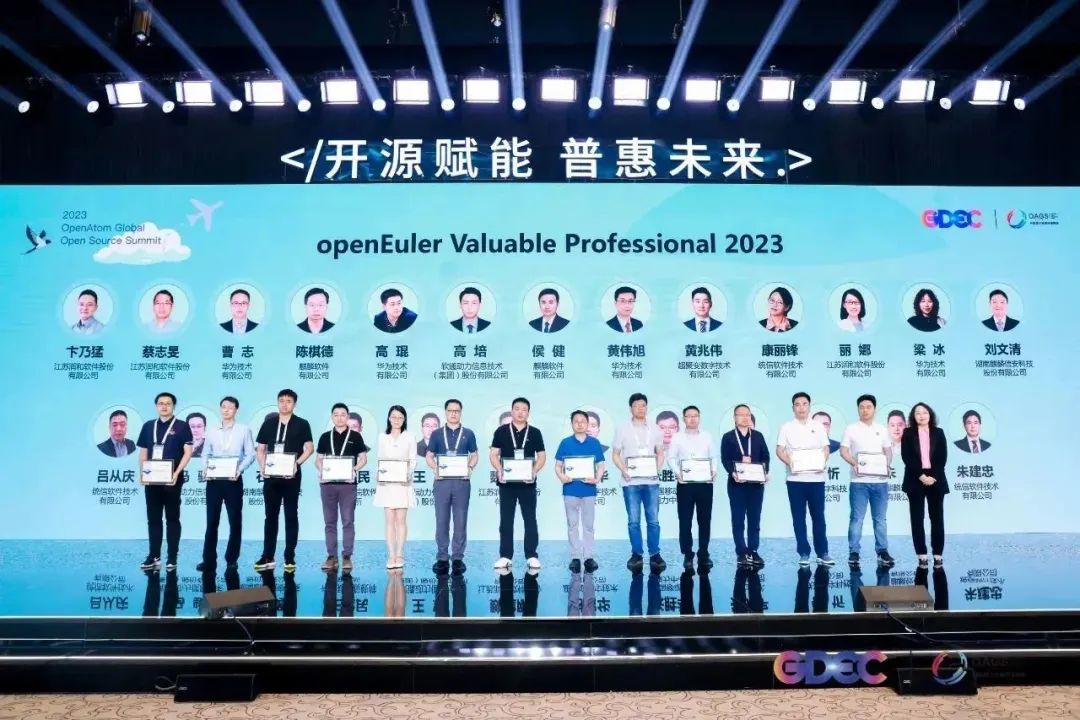 </开源赋能 普惠未来.>
2023
OpenAtom Global
Open Source Summit
GDEC
openEuler Valuable Professional 2023
卞乃猛
江苏润和软件股份
有限公司
蔡志旻
江苏润和软件股份
有限公司
曹志
华为技术
有限公司
陈棋德
麒麟软件
有限公司
高琨
华为技术
有限公司
高培
软通动力信息技术
(集团)股份有限公司
侯健
麒麟软件
有限公司
黄伟旭
华为技术
有限公司
黄兆伟
超聚变数字技术
有限公司
康丽锋
统信软件技术
有限公司
丽娜
江苏润和软件股份
有限公司
梁冰
华为技术
有限公司
刘文清
湖南麒麟信安科技
股份有限公司
吕从庆
统信软件技术
有限公司
民
王
华
忻
朱建忠
统信软件技术
有限公司
GDEC